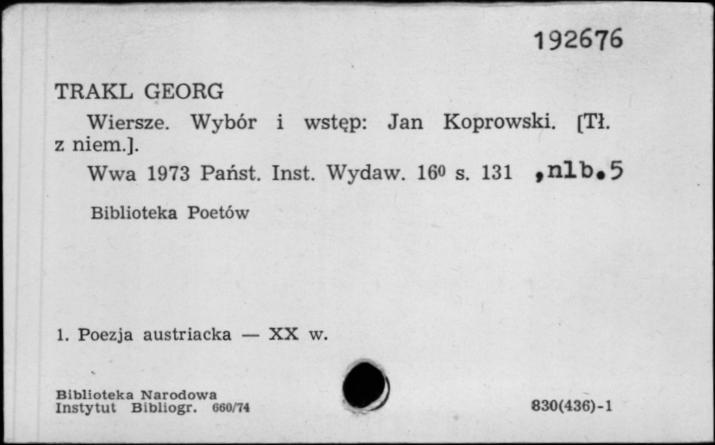 192676
TRAKL GEORG
Wiersze. Wybór i wstęp: Jan Koprowski. [Tł.
z niem.].
Wwa 1973 Państ. Inst. Wydaw. 16⁰ s. 131 ,nlb.5
Biblioteka Poetów
1. Poezja austriacka — XX w.
Biblioteka Narodowa
Instytut Bibliogr. 660/74
830(436)-1